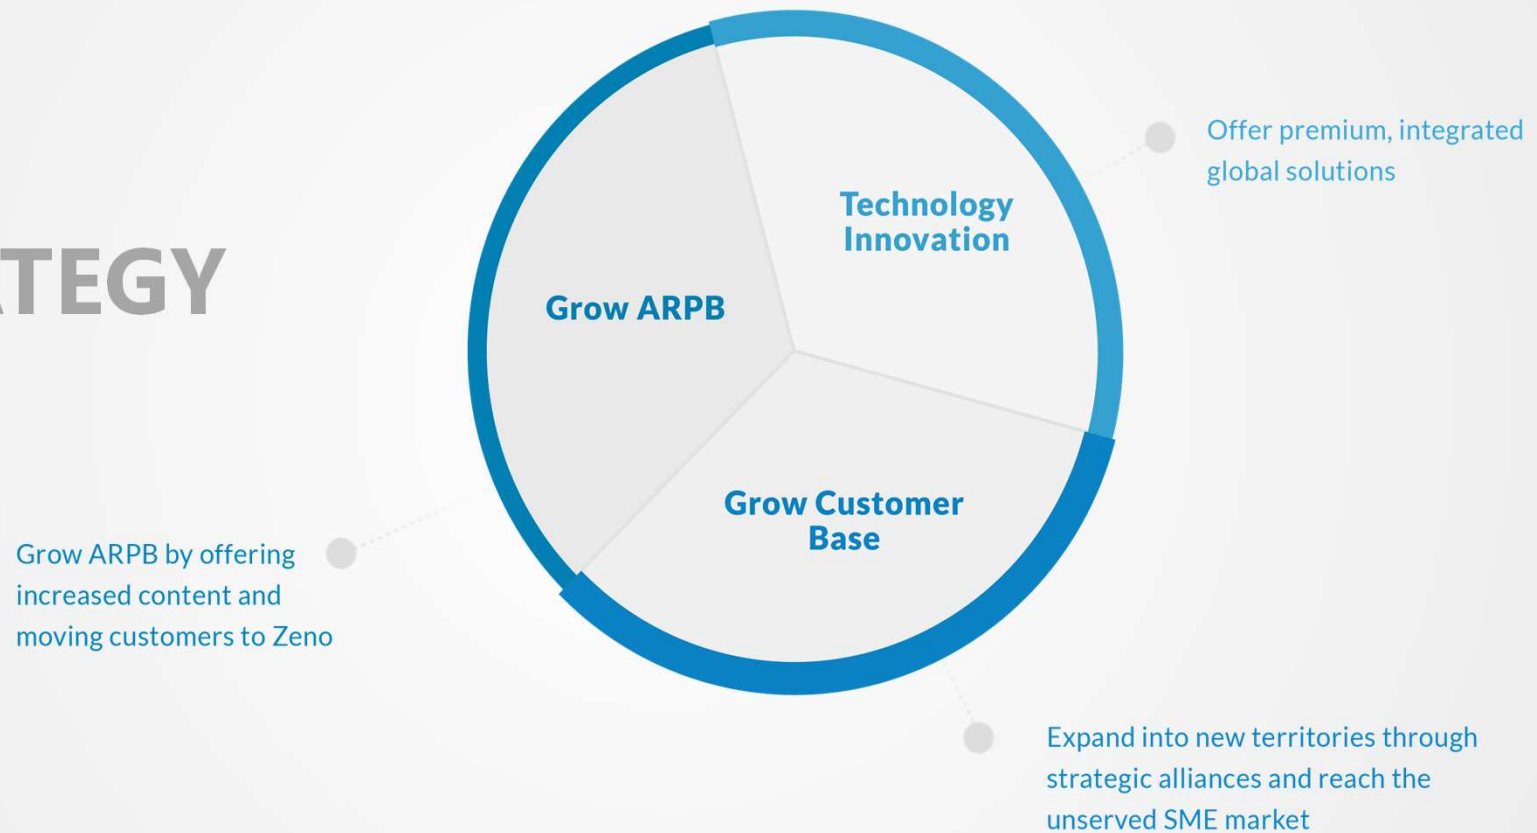 ATEGY
Technology
Innovation
Offer premium, integrated
global solutions
Grow ARPB
Grow ARPB by offering
increased content and
moving customers to Zeno
Grow Customer
Base
Expand into new territories through
strategic alliances and reach the
unserved SME market